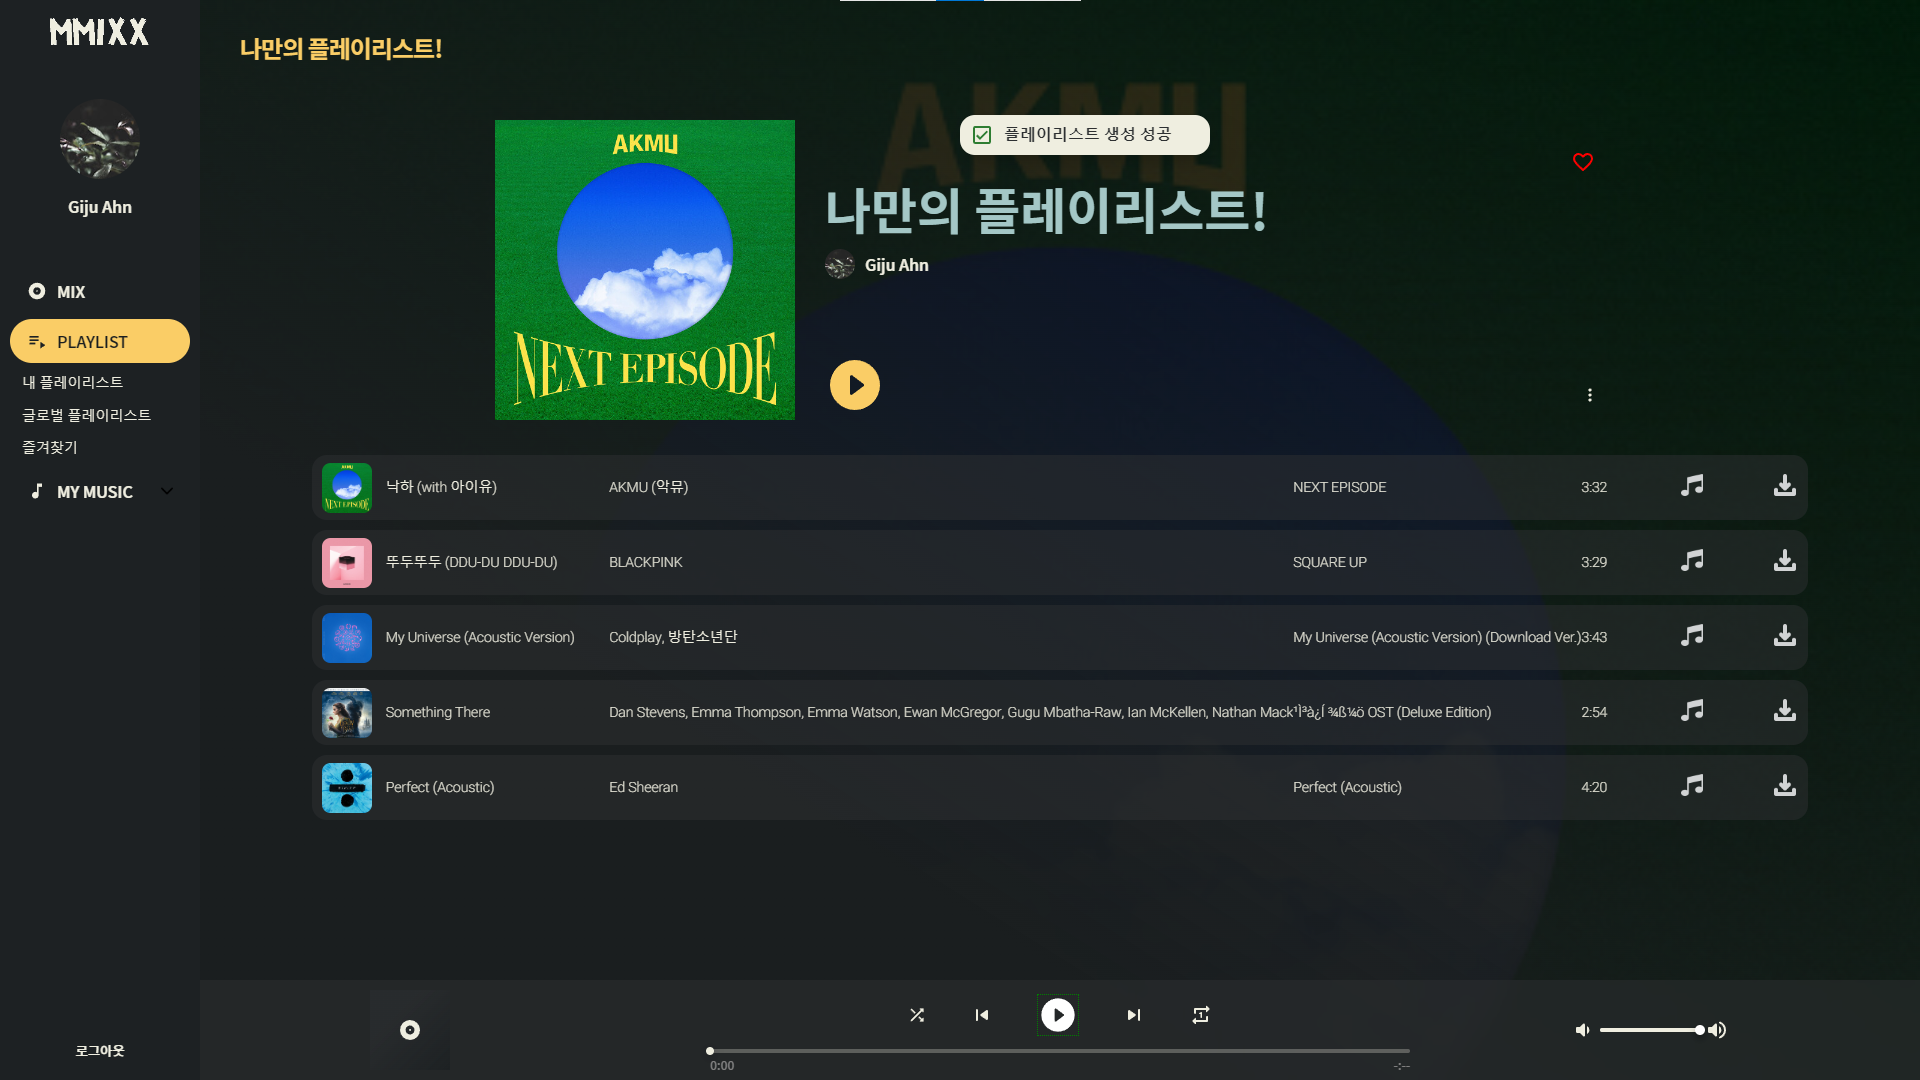 MMIXX
Giju Ahn
MIX
PLAYLIST
내 플레이리스트
글로벌 플레이리스트
즐겨찾기
MY MUSIC
로그아웃
나만의 플레이리스트!
AKMU
AKMU
NEXT EPISODE
플레이리스트 생성 성공
나만의 플레이리스트!
Giju Ahn
낙하 (with 아이유) AKMU (악뮤) NEXT EPISODE 3:32
뚜두뚜두 (DDU-DU DDU-DU) BLACKPINK SQUARE UP 3:29
My Universe (Acoustic Version) Coldplay, 방탄소년단 My Universe (Acoustic Version) (Download Ver.) 3:43
Something There Dan Stevens, Emma Thompson, Emma Watson, Ewan McGregor, Gugu Mbatha-Raw, Ian McKellen, Nathan Mack¹Ì³à¿Í ¾ß¼ö OST (Deluxe Edition) 2:54
Perfect (Acoustic) Ed Sheeran Perfect (Acoustic) 4:20
0:00 -:--